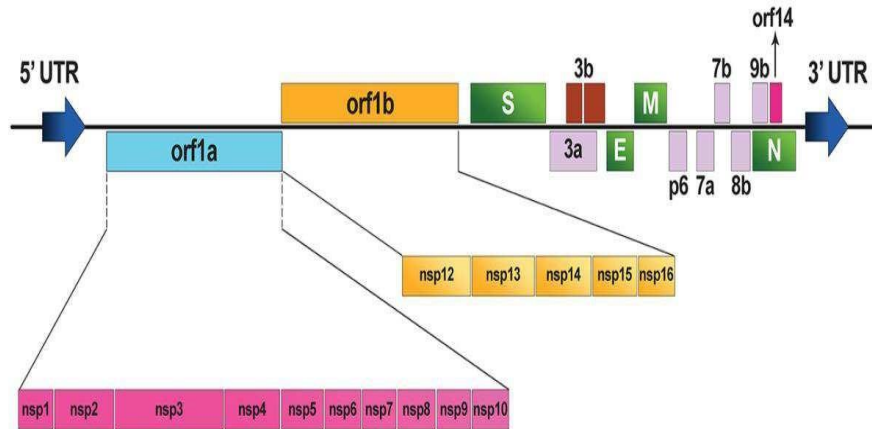 orf14
5' UTR
3b
7b
9b
3' UTR
orf1b
S
M
orf1a
3a
E
N
p6
7a
8b
nsp12
nsp13
nsp14
nsp15
nsp16
nsp1
nsp2
nsp3
nsp4
nsp5
nsp6
nsp7
nsp8
nsp9
nsp10